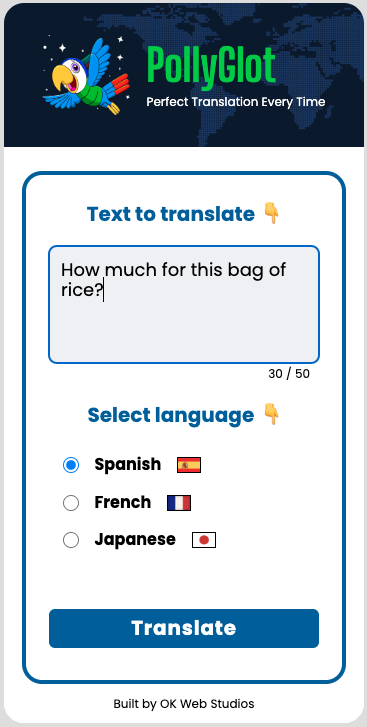 PollyGlot
Perfect Translation Every Time
Text to translate 👇
How much for this bag of
rice?
30 / 50
Select language 👇
Spanish
French
Japanese
Translate
Built by OK Web Studios